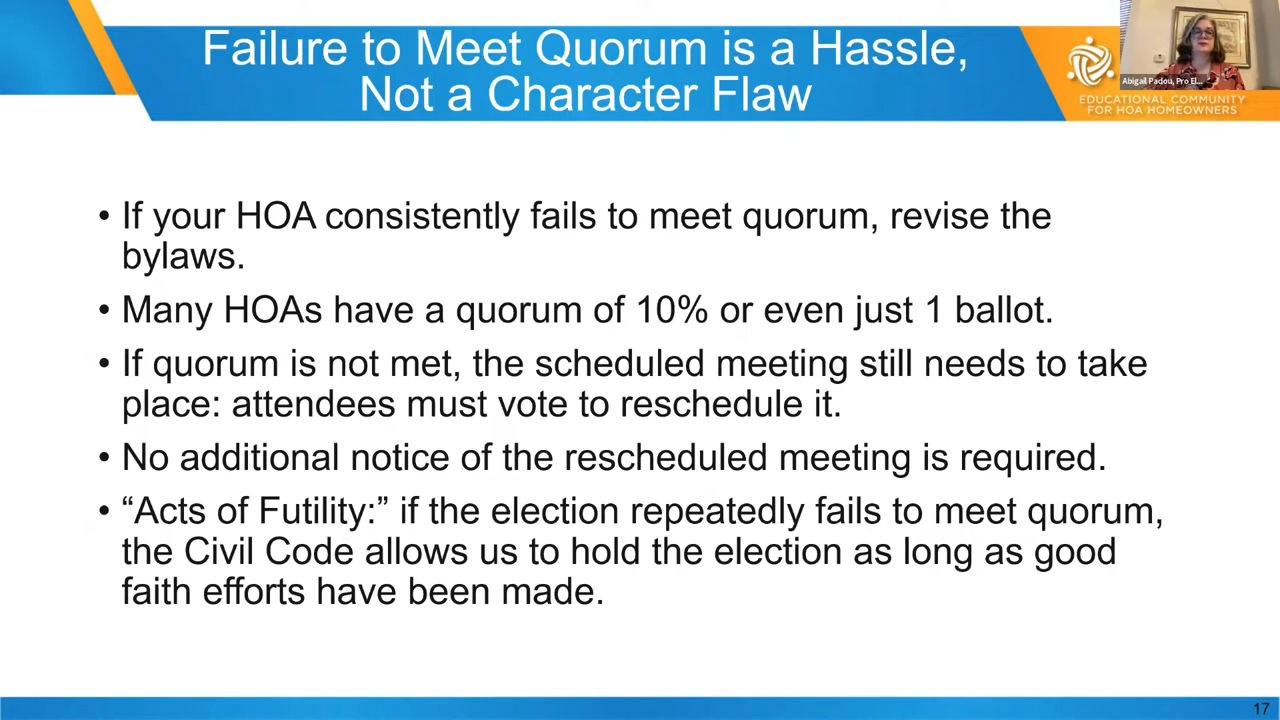 Failure to Meet Quorum is a Hassle,
Not a Character Flaw
Abigail Padou, Pro El...
EDUCATIONAL COMMUNITY
FOR HOA HOMEOWNERS
• If your HOA consistently fails to meet quorum, revise the
bylaws.
• Many HOAs have a quorum of 10% or even just 1 ballot.
• If quorum is not met, the scheduled meeting still needs to take
place: attendees must vote to reschedule it.
• No additional notice of the rescheduled meeting is required.
• “Acts of Futility:” if the election repeatedly fails to meet quorum,
the Civil Code allows us to hold the election as long as good
faith efforts have been made.
17